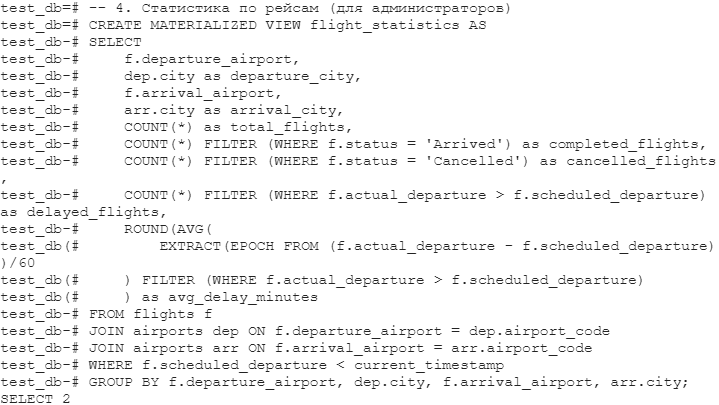 test_db=# -- 4. Статистика по рейсам (для администраторов)
test_db=# CREATE MATERIALIZED VIEW flight_statistics AS
test_db-# SELECT
test_db-#     f.departure_airport,
test_db-#     dep.city as departure_city,
test_db-#     f.arrival_airport,
test_db-#     arr.city as arrival_city,
test_db-#     COUNT(*) as total_flights,
test_db-#     COUNT(*) FILTER (WHERE f.status = 'Arrived') as completed_flights,
test_db-#     COUNT(*) FILTER (WHERE f.status = 'Cancelled') as cancelled_flights
,
test_db-#     COUNT(*) FILTER (WHERE f.actual_departure > f.scheduled_departure)
as delayed_flights,
test_db-#     ROUND(AVG(
test_db(#         EXTRACT(EPOCH FROM (f.actual_departure - f.scheduled_departure)
)/60
test_db(#     ) FILTER (WHERE f.actual_departure > f.scheduled_departure)
test_db(#     ) as avg_delay_minutes
test_db-# FROM flights f
test_db-# JOIN airports dep ON f.departure_airport = dep.airport_code
test_db-# JOIN airports arr ON f.arrival_airport = arr.airport_code
test_db-# WHERE f.scheduled_departure < current_timestamp
test_db-# GROUP BY f.departure_airport, dep.city, f.arrival_airport, arr.city;
SELECT 2